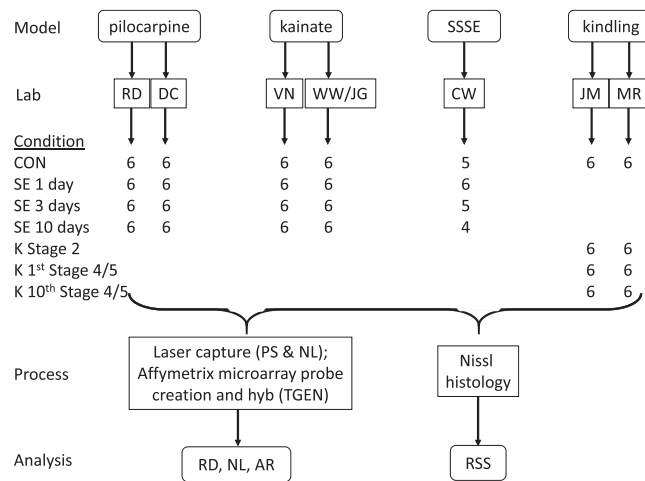 Model pilocarpine kainate SSSE kindling
Lab RD DC VN WW/JG CW JM MR
Condition
CON 6 6 6 6 5 6 6
SE 1 day 6 6 6 6 6
SE 3 days 6 6 6 6 5
SE 10 days 6 6 6 6 4
K Stage 2 6 6
K 1st Stage 4/5 6 6
K 10th Stage 4/5 6 6
Process
Laser capture (PS & NL);
Affymetrix microarray probe
creation and hyb (TGEN)
Nissl
histology
Analysis RD, NL, AR RSS